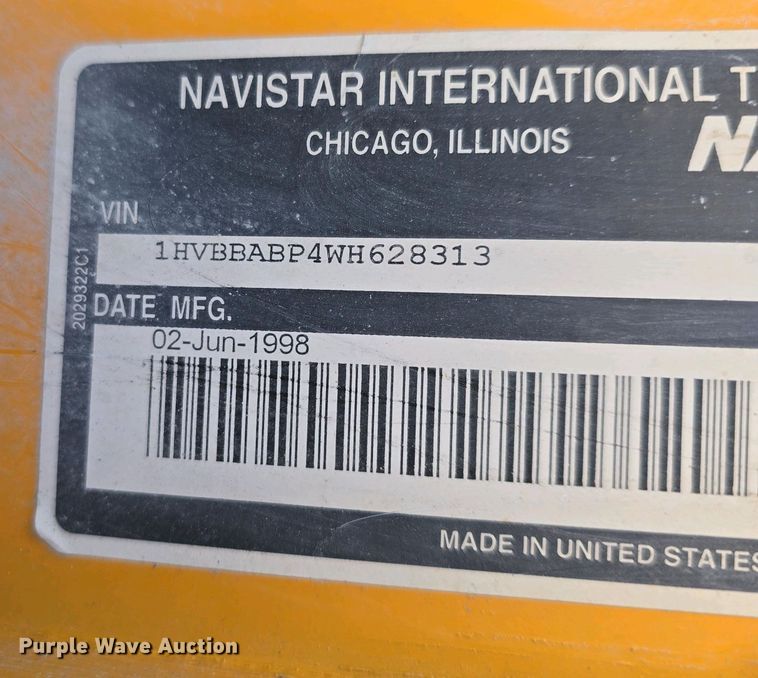 NAVISTAR INTERNATIONAL T
CHICAGO, ILLINOIS
NA
VIN
1HVBBABP4WH628313
2029322C1
DATE MFG.
02-Jun-1998
MADE IN UNITED STATES
Purple Wave Auction